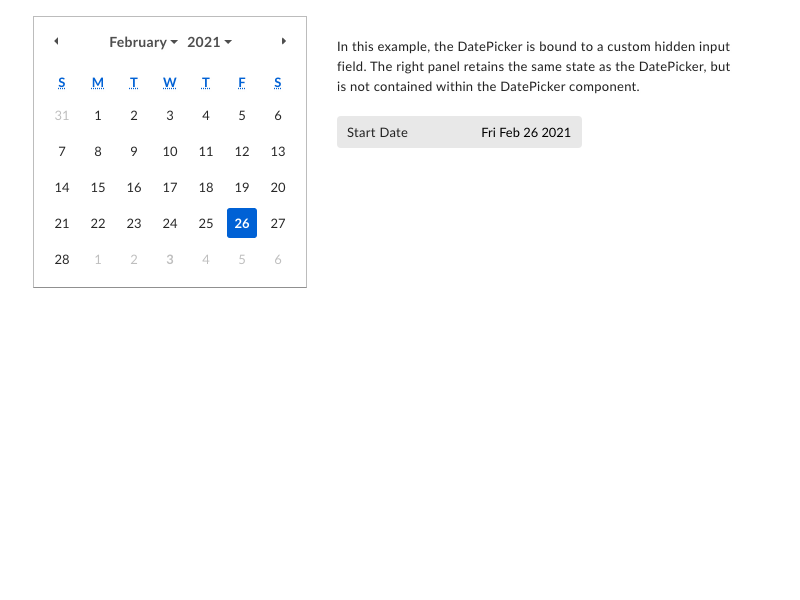 February 2021
S M T W T F S
31 1 2 3 4 5 6
7 8 9 10 11 12 13
14 15 16 17 18 19 20
21 22 23 24 25 26 27
28 1 2 3 4 5 6
In this example, the DatePicker is bound to a custom hidden input
field. The right panel retains the same state as the DatePicker, but
is not contained within the DatePicker component.
Start Date Fri Feb 26 2021